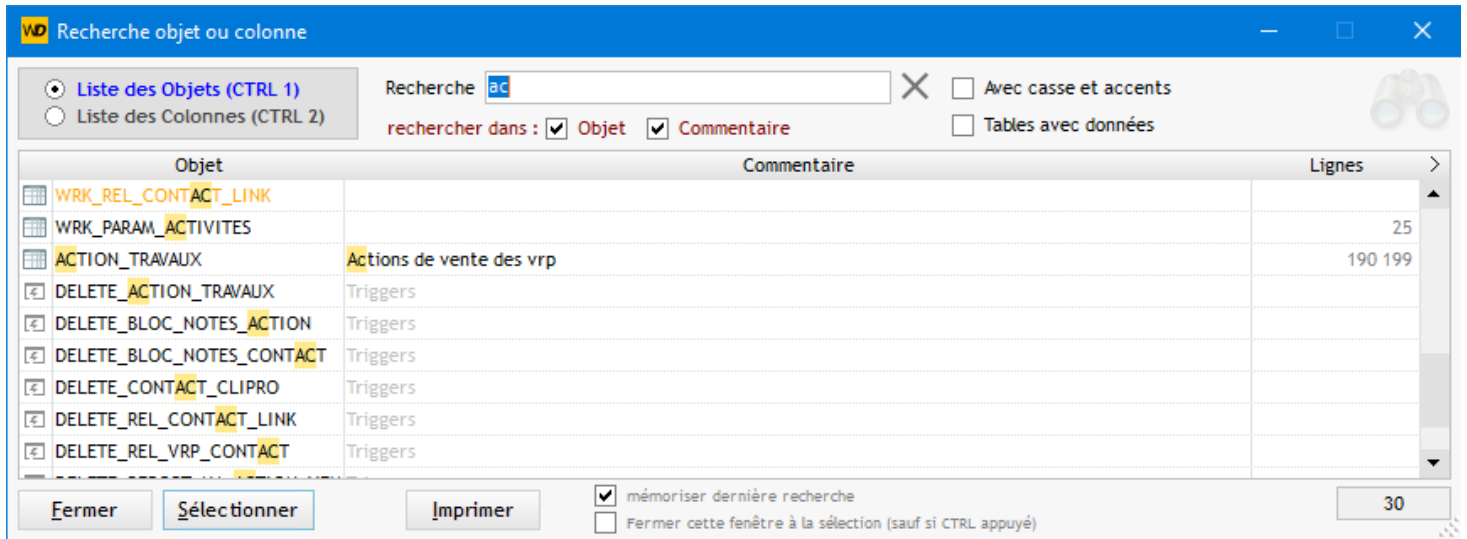 WD Recherche objet ou colonne
Liste des Objets (CTRL 1)
Liste des Colonnes (CTRL 2)
Recherche ac
Avec casse et accents
rechercher dans : Objet Commentaire
Tables avec données
Objet Commentaire Lignes >
WRK_REL_CONTACT_LINK
WRK_PARAM_ACTIVITES 25
ACTION_TRAVAUX Actions de vente des vrp 190 199
DELETE_ACTION_TRAVAUX Triggers
DELETE_BLOC_NOTES_ACTION Triggers
DELETE_BLOC_NOTES_CONTACT Triggers
DELETE_CONTACT_CLIPRO Triggers
DELETE_REL_CONTACT_LINK Triggers
DELETE_REL_VRP_CONTACT Triggers
Fermer Sélectionner Imprimer
mémoriser dernière recherche
Fermer cette fenêtre à la sélection (sauf si CTRL appuyé)
30